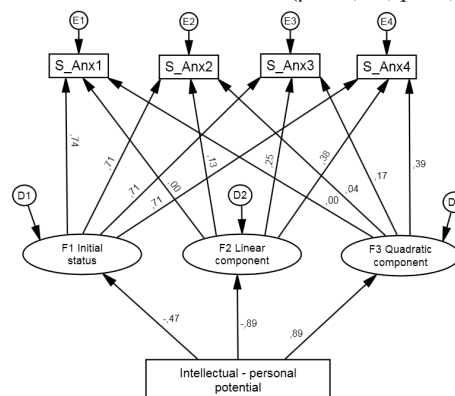 E1 E2 E3 E4
S_Anx1 S_Anx2 S_Anx3 S_Anx4
,74 ,71 ,71 ,71 ,00 ,13 ,25 ,38 ,00 ,04 ,17 ,39
D1 D2 D
F1 Initial
status
F2 Linear
component
F3 Quadratic
component
-,47 -,89 ,89
Intellectual - personal
potential